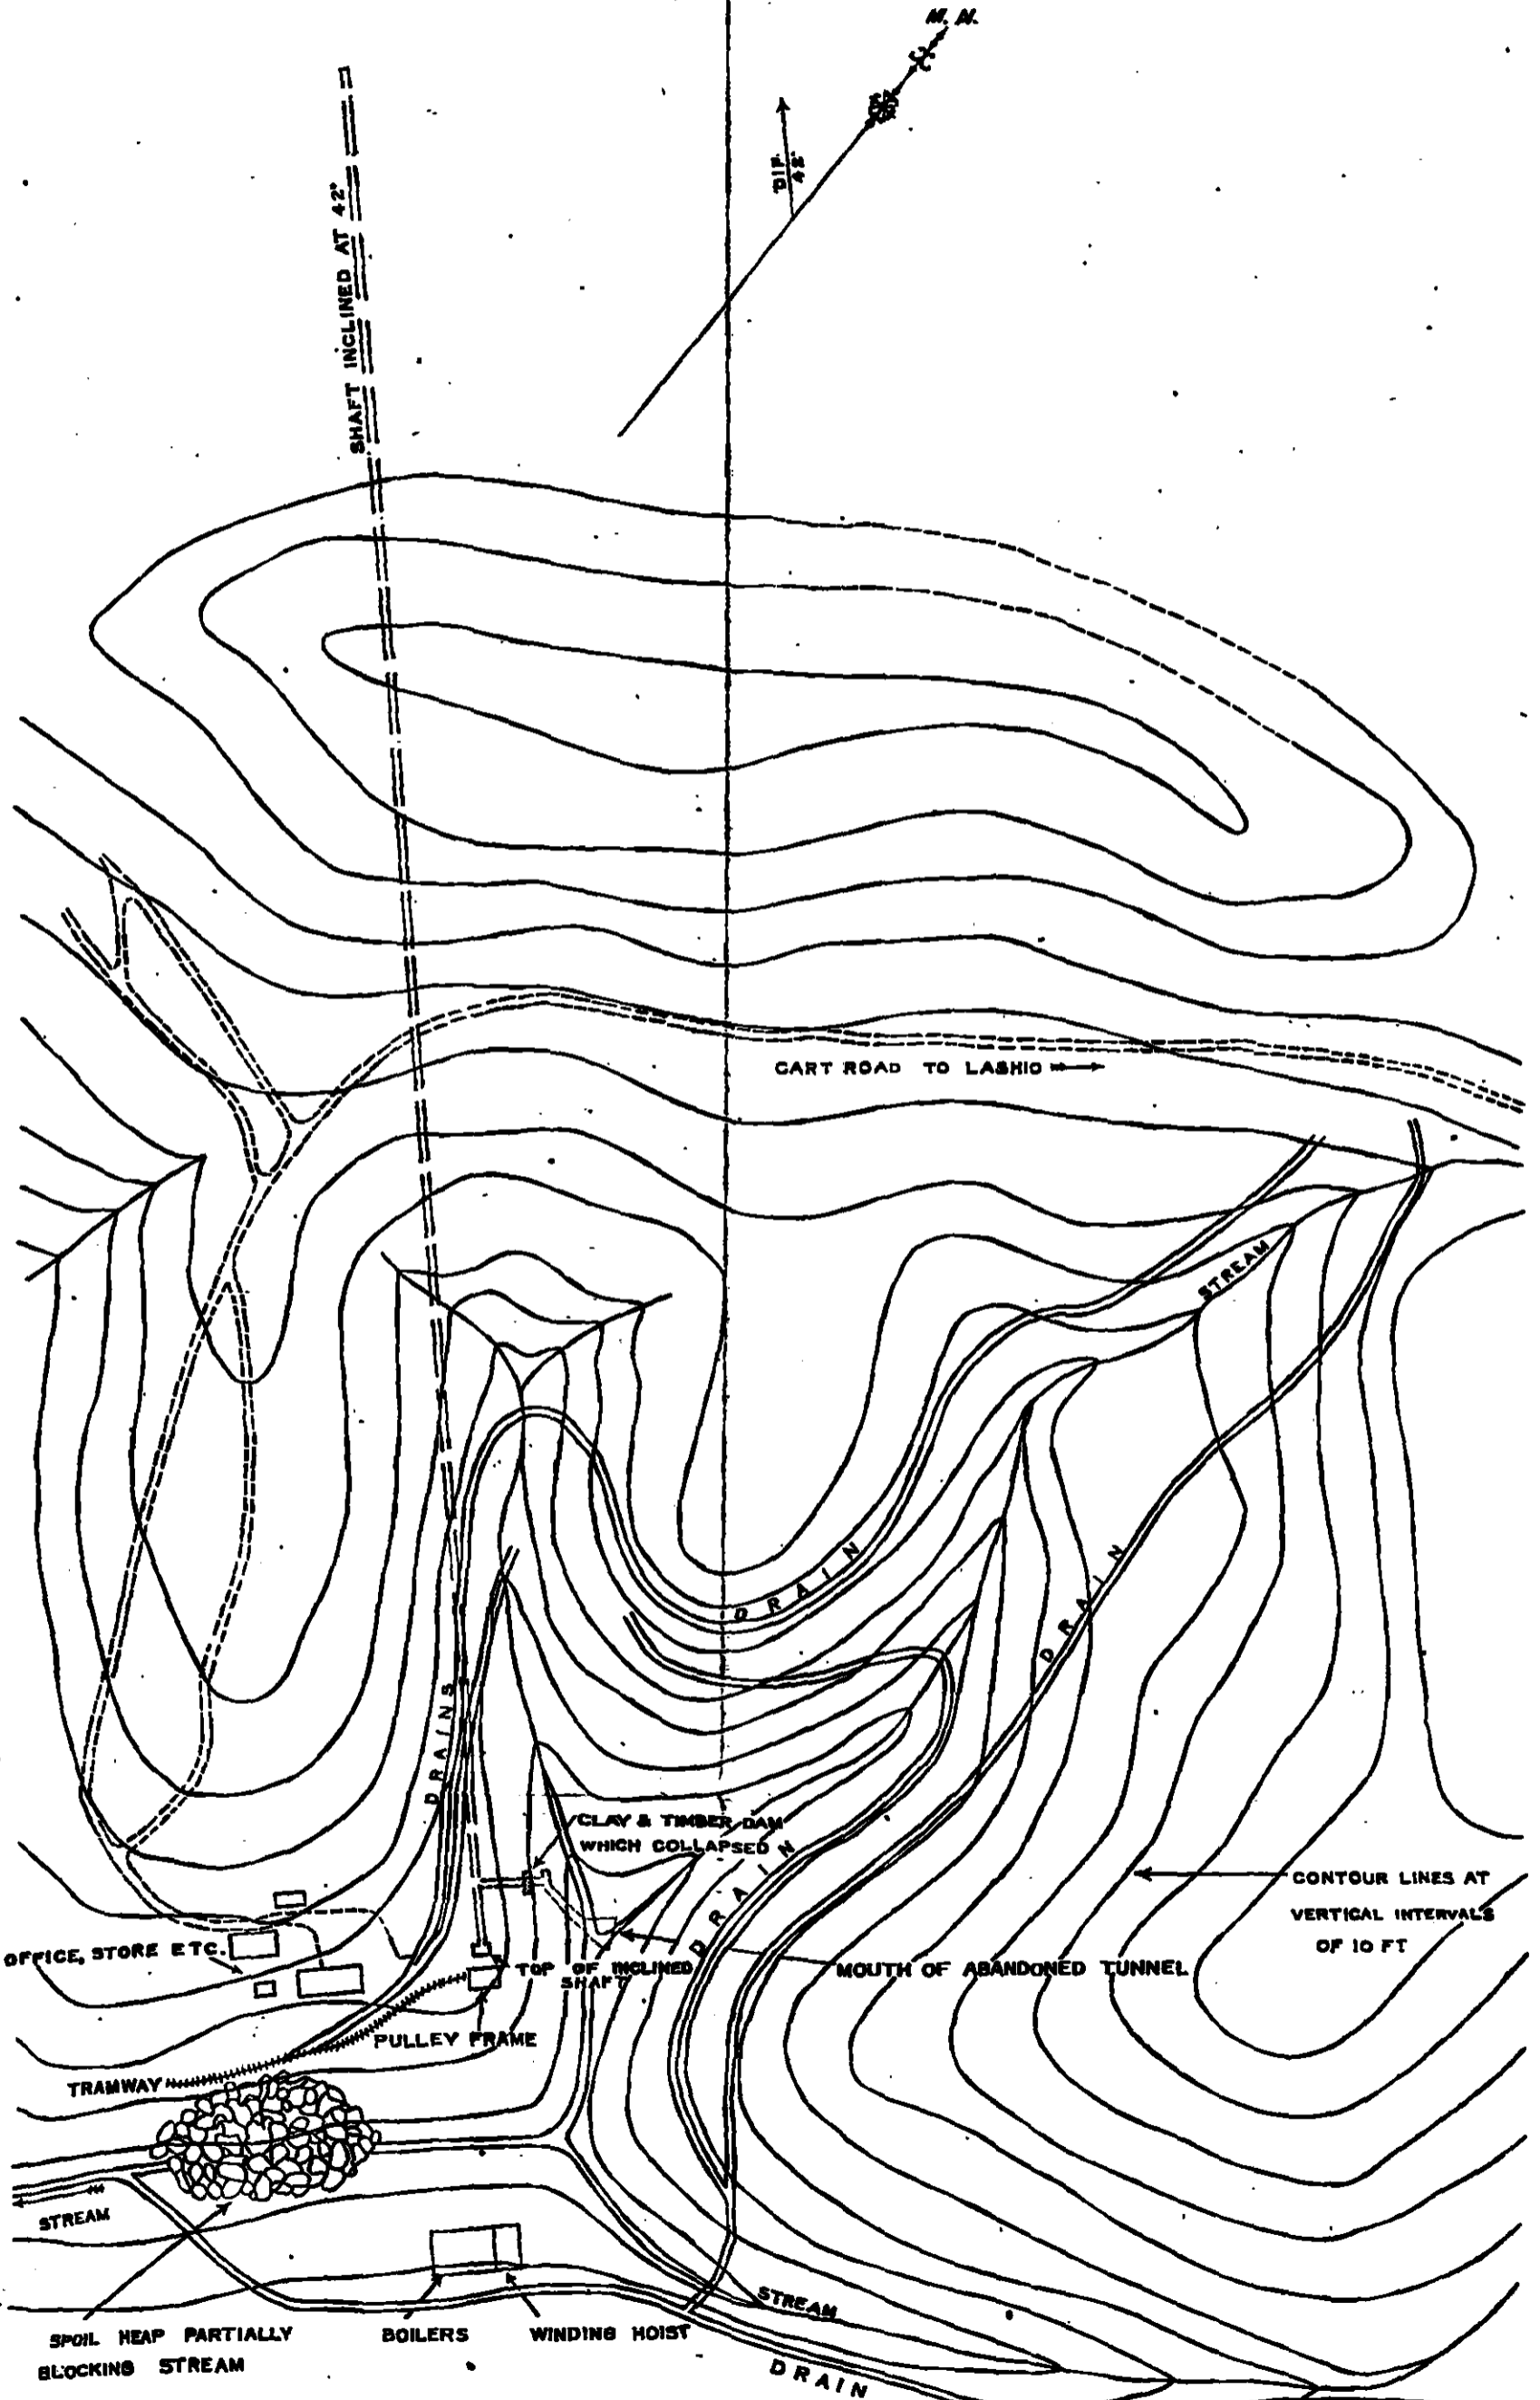 M. N.
DIP.
42°
SHAFT INCLINED AT 42°
CART ROAD TO LASHIO
STREAM
DRAIN
DRAIN
DRAINS
CLAY & TIMBER DAM
WHICH COLLAPSED
DRAIN
CONTOUR LINES AT
VERTICAL INTERVALS
OF 10 FT
OFFICE, STORE ETC.
TOP OF INCLINED
SHAFT
MOUTH OF ABANDONED TUNNEL
PULLEY FRAME
TRAMWAY
STREAM
STREAM
SPOIL HEAP PARTIALLY
BLOCKING STREAM
BOILERS
WINDING HOIST
DRAIN